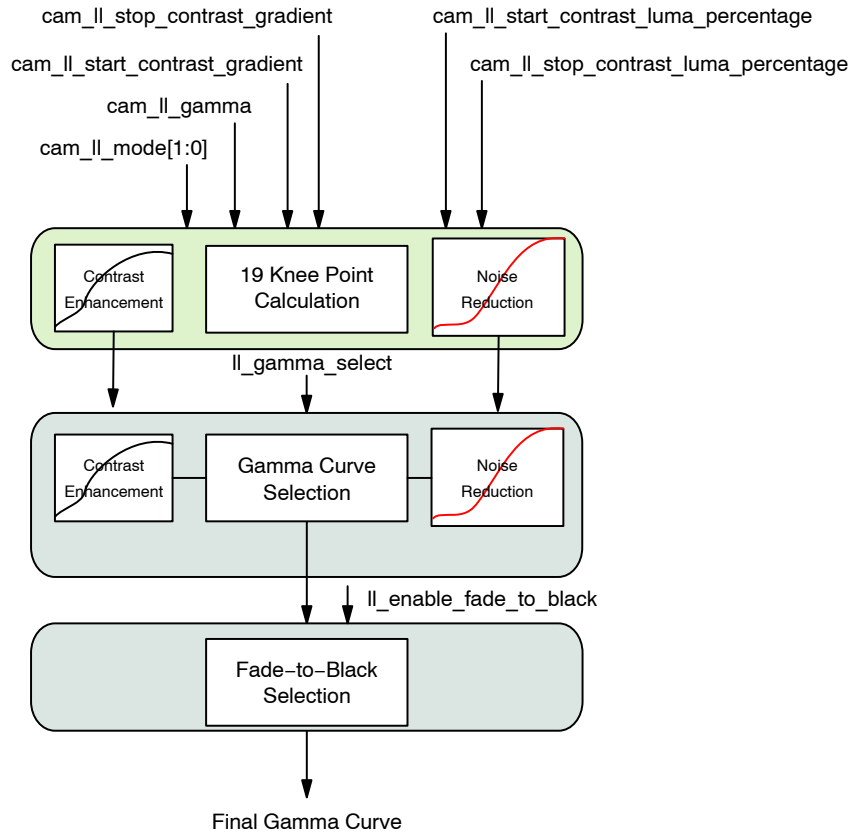 cam_ll_stop_contrast_gradient
cam_ll_start_contrast_luma_percentage
cam_ll_start_contrast_gradient
cam_ll_stop_contrast_luma_percentage
cam_ll_gamma
cam_ll_mode[1:0]
Contrast
Enhancement
19 Knee Point
Calculation
Noise
Reduction
ll_gamma_select
Contrast
Enhancement
Gamma Curve
Selection
Noise
Reduction
ll_enable_fade_to_black
Fade−to−Black
Selection
Final Gamma Curve